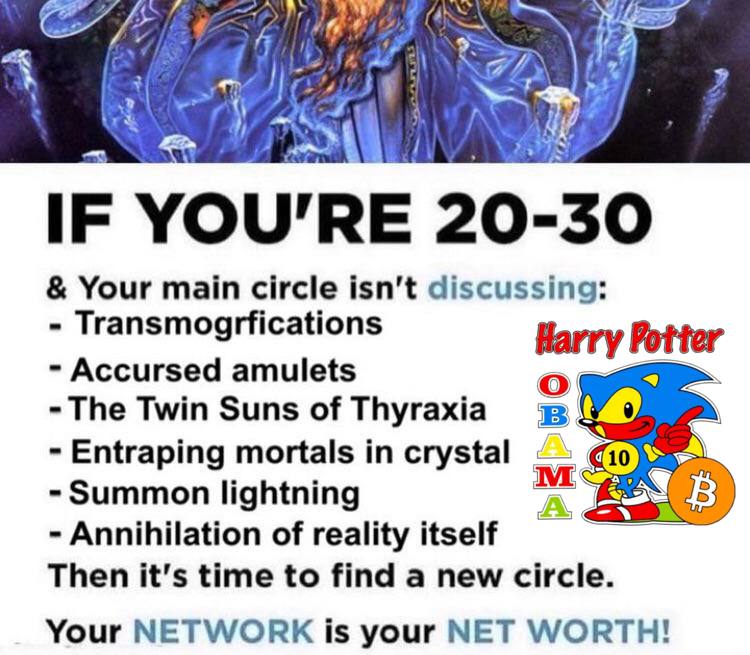 IF YOU'RE 20-30
& Your main circle isn't discussing:
- Transmogrfications
- Accursed amulets
- The Twin Suns of Thyraxia
- Entraping mortals in crystal
- Summon lightning
- Annihilation of reality itself
Then it's time to find a new circle.
Your NETWORK is your NET WORTH!
Harry Potter
OBAMA
10
₿